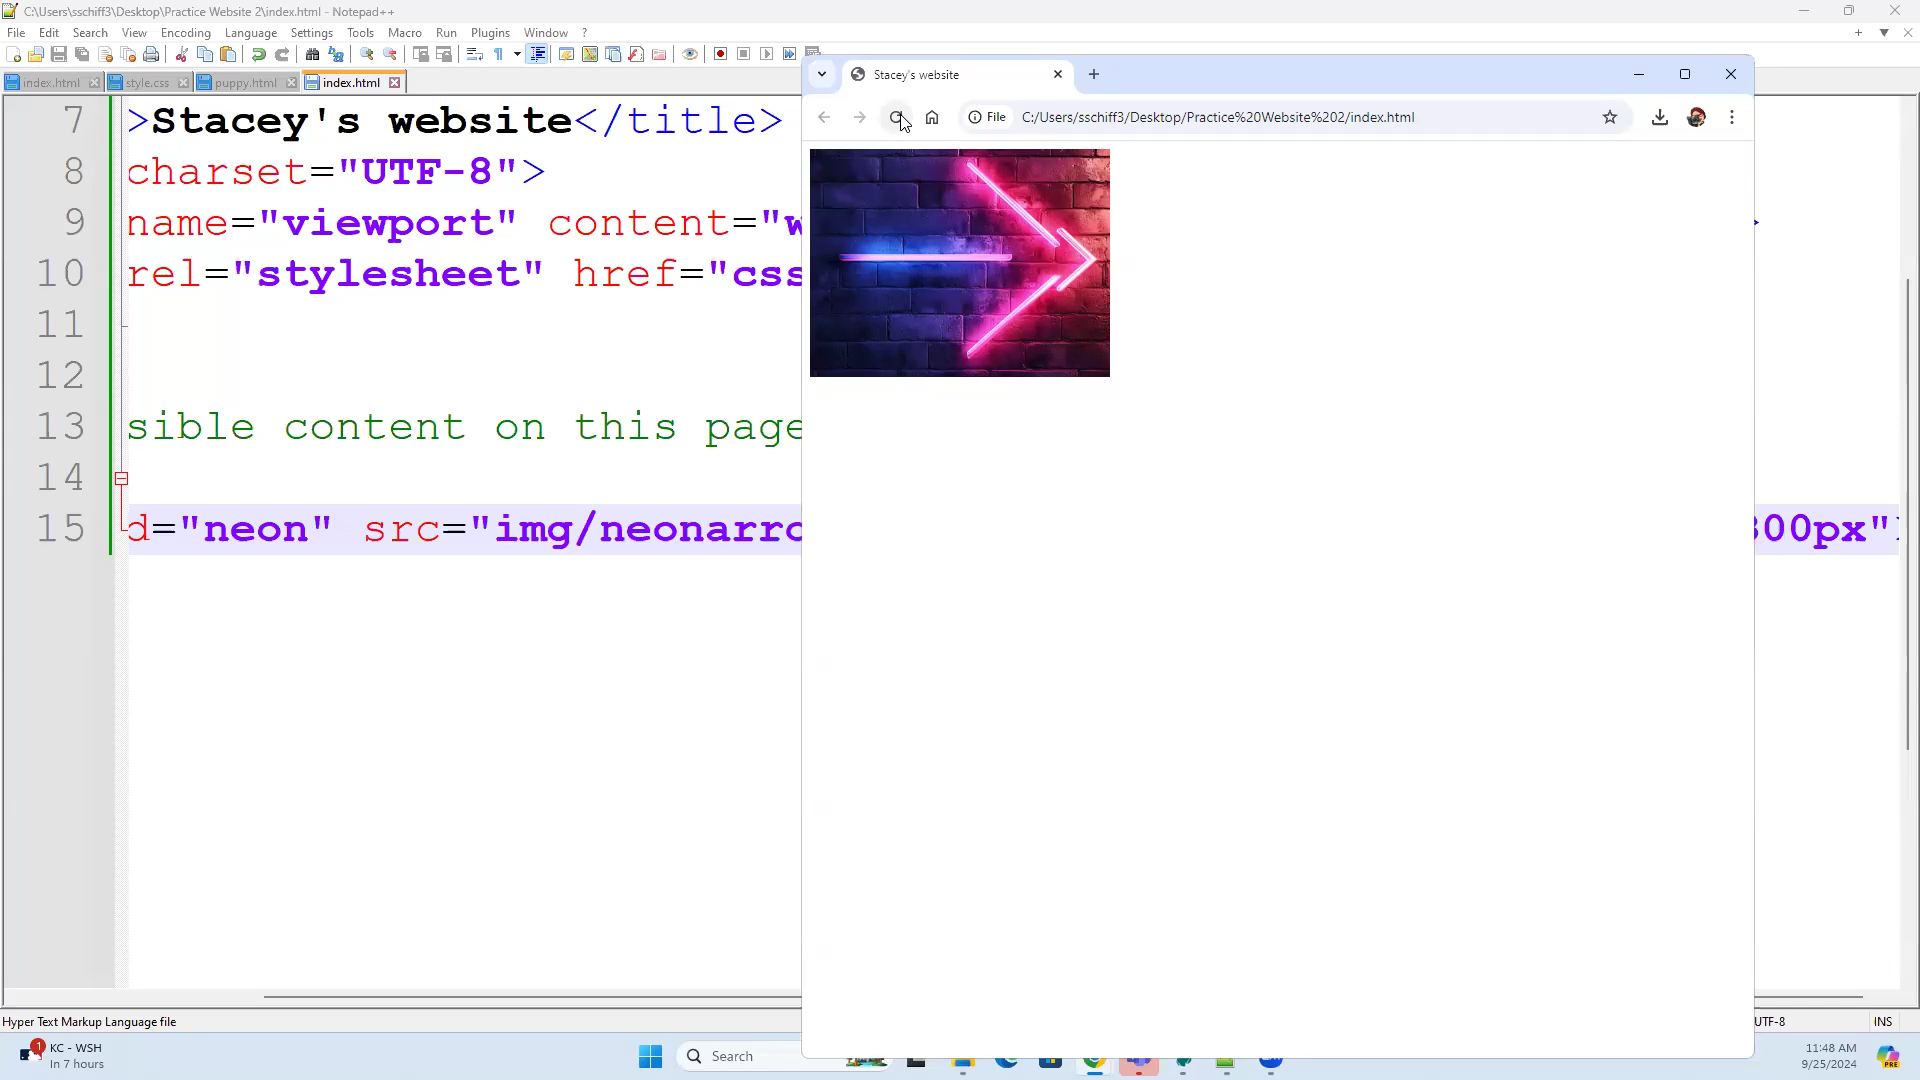 C:\Users\sschiff3\Desktop\Practice Website 2\index.html - Notepad++
File Edit Search View Encoding Language Settings Tools Macro Run Plugins Window ?
index.html style.css puppy.html index.html
Stacey's website
File C:/Users/sschiff3/Desktop/Practice%20Website%202/index.html
7 >Stacey's website</title>
8 charset="UTF-8">
9 name="viewport" content="w >
10 rel="stylesheet" href="css
11
12
13 sible content on this page
14
15 d="neon" src="img/neonarro 300px">
Hyper Text Markup Language file UTF-8 INS
1 KC - WSH
In 7 hours
Search
11:48 AM
9/25/2024
PRE